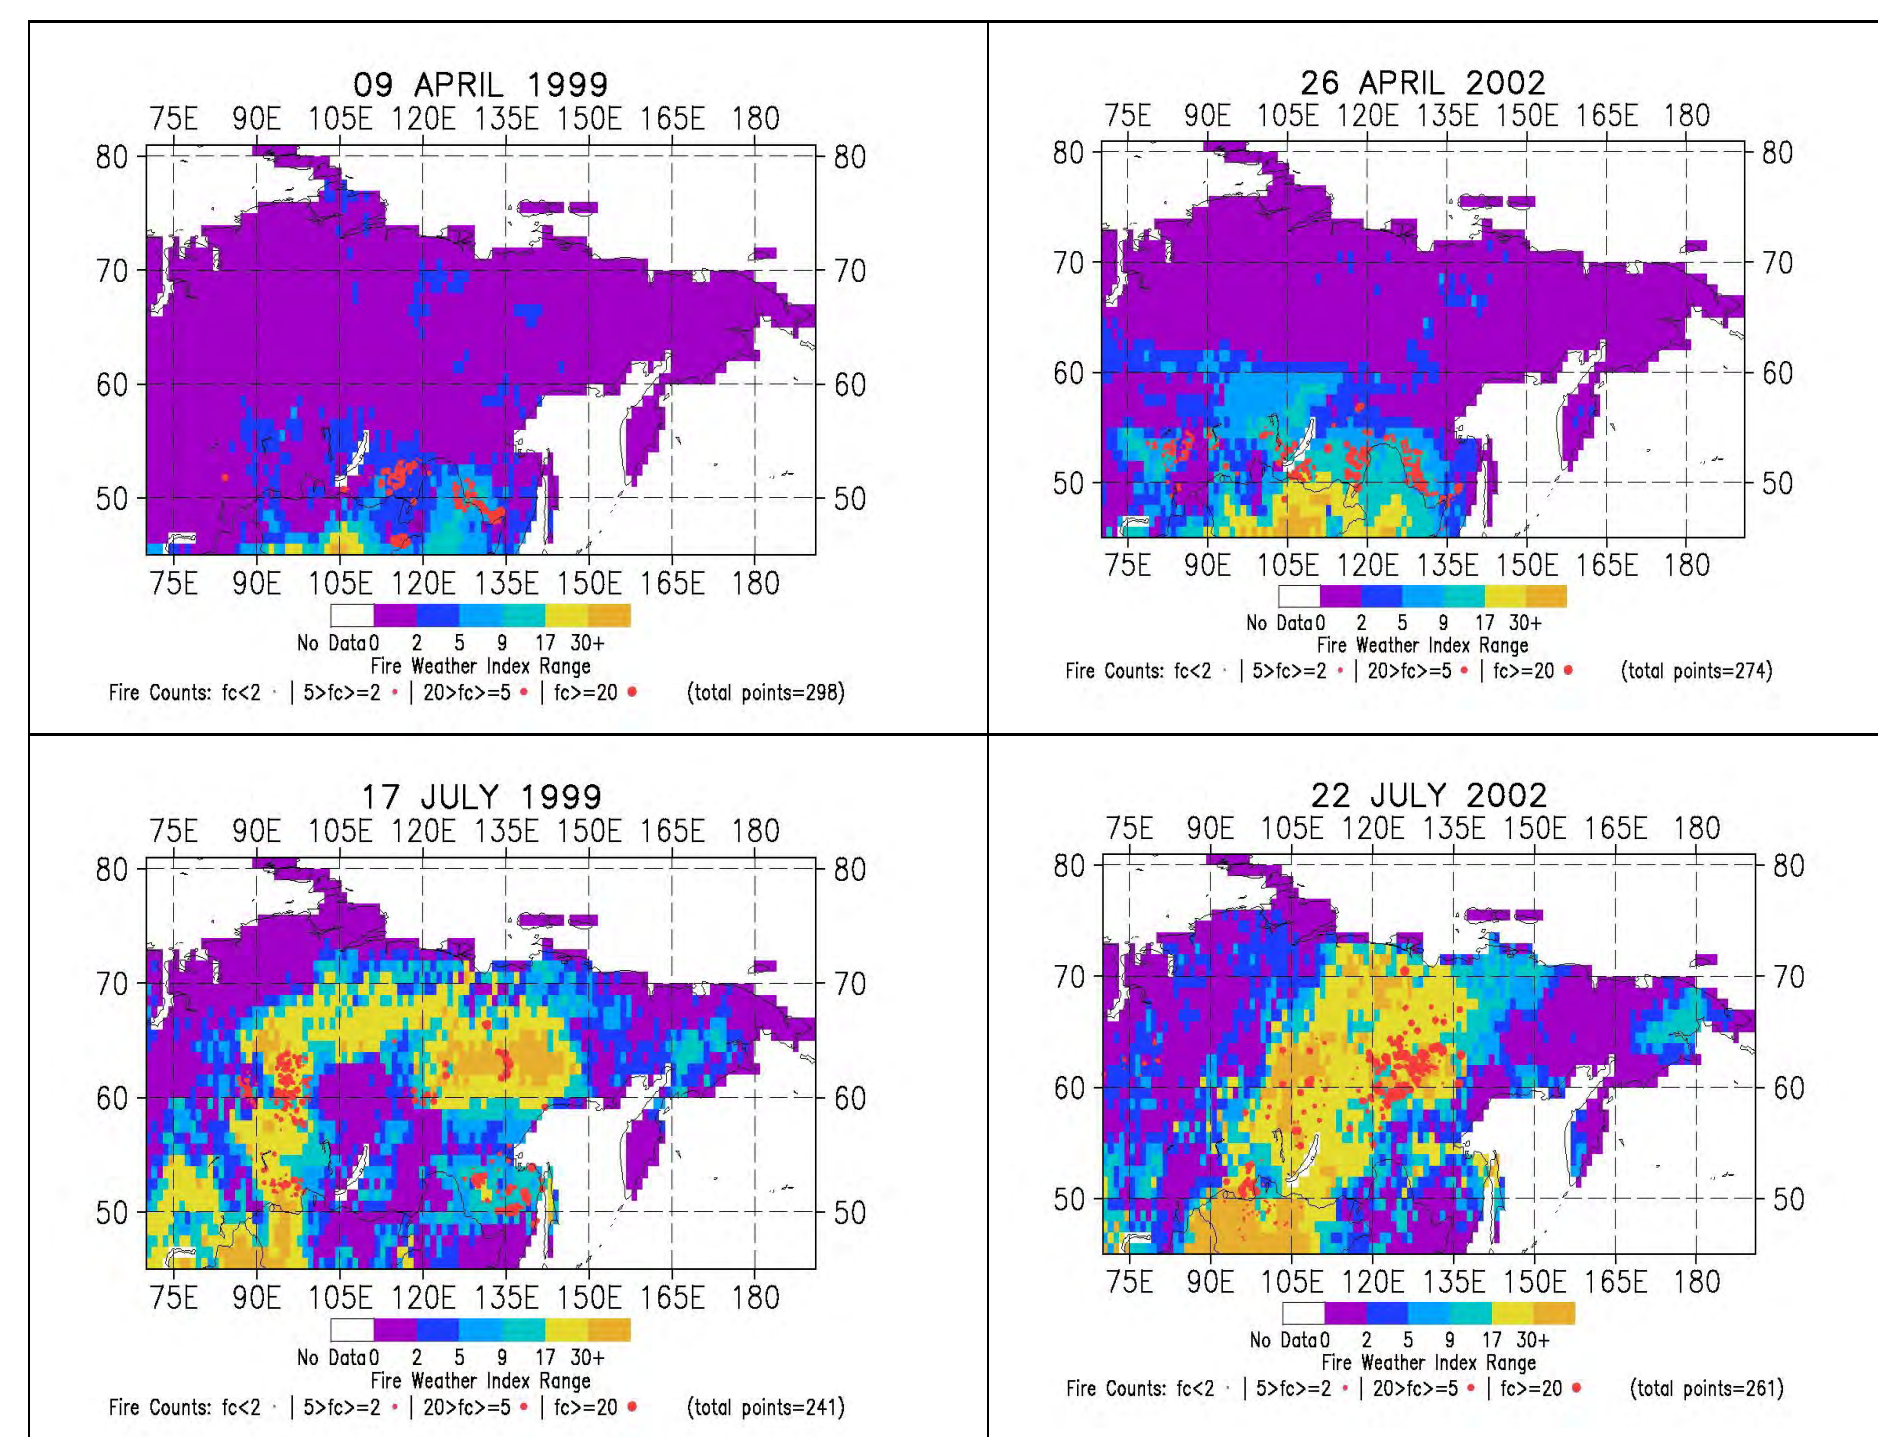 09 APRIL 1999
75E 90E 105E 120E 135E 150E 165E 180
80 80
70 70
60 60
50 50
75E 90E 105E 120E 135E 150E 165E 180
No Data 0 2 5 9 17 30+
Fire Weather Index Range
Fire Counts: fc<2 · | 5>fc>=2 • | 20>fc>=5 • | fc>=20 • (total points=298)
26 APRIL 2002
75E 90E 105E 120E 135E 150E 165E 180
80 80
70 70
60 60
50 50
75E 90E 105E 120E 135E 150E 165E 180
No Data 0 2 5 9 17 30+
Fire Weather Index Range
Fire Counts: fc<2 · | 5>fc>=2 • | 20>fc>=5 • | fc>=20 • (total points=274)
17 JULY 1999
75E 90E 105E 120E 135E 150E 165E 180
80 80
70 70
60 60
50 50
75E 90E 105E 120E 135E 150E 165E 180
No Data 0 2 5 9 17 30+
Fire Weather Index Range
Fire Counts: fc<2 · | 5>fc>=2 • | 20>fc>=5 • | fc>=20 • (total points=241)
22 JULY 2002
75E 90E 105E 120E 135E 150E 165E 180
80 80
70 70
60 60
50 50
75E 90E 105E 120E 135E 150E 165E 180
No Data 0 2 5 9 17 30+
Fire Weather Index Range
Fire Counts: fc<2 · | 5>fc>=2 • | 20>fc>=5 • | fc>=20 • (total points=261)